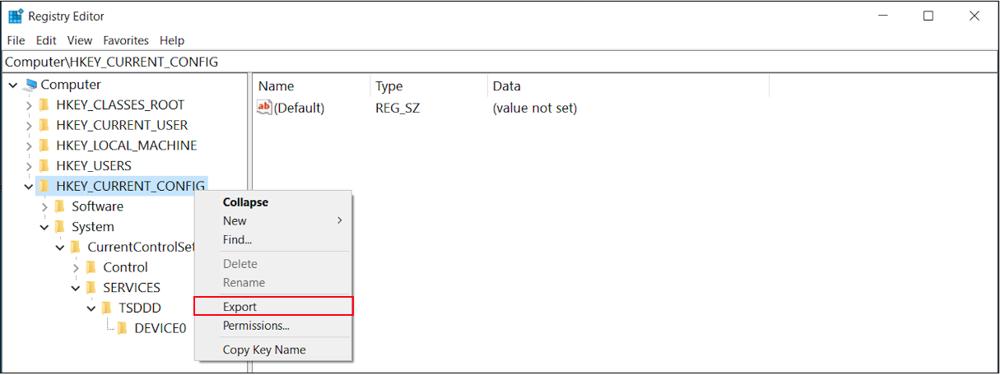 Registry Editor
File Edit View Favorites Help
Computer\HKEY_CURRENT_CONFIG
Computer
HKEY_CLASSES_ROOT
HKEY_CURRENT_USER
HKEY_LOCAL_MACHINE
HKEY_USERS
HKEY_CURRENT_CONFIG
Software
System
CurrentControlSet
Control
SERVICES
TSDDD
DEVICE0
Name Type Data
ab (Default) REG_SZ (value not set)
Collapse
New
Find...
Delete
Rename
Export
Permissions...
Copy Key Name